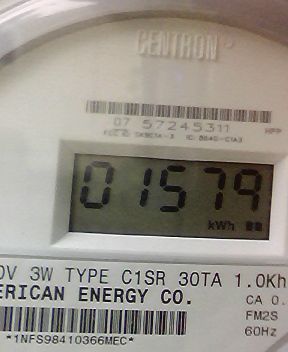 CENTRON
07 57245311 HPP
01579
kWh
0V 3W TYPE C1SR 30TA 1.0Kh
ERICAN ENERGY CO.
CA 0.
FM2S
60Hz
*1NFS98410366MEC*